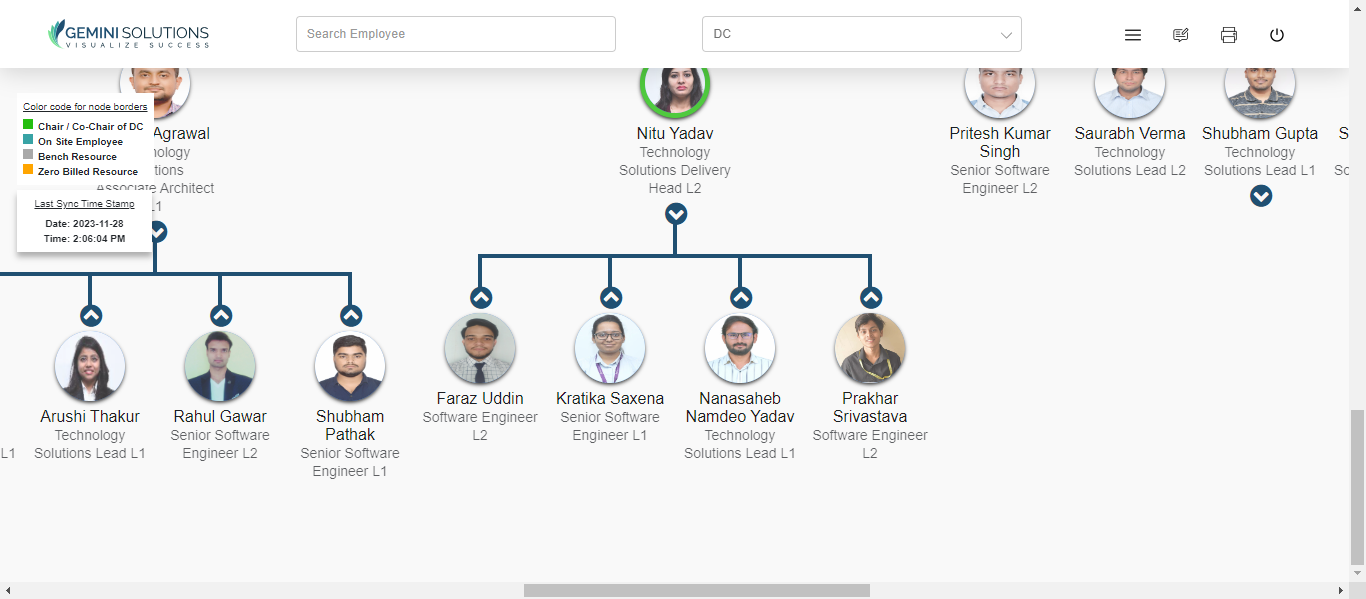 GEMINI SOLUTIONS
VISUALIZE SUCCESS
Search Employee
DC
Color code for node borders
Chair / Co-Chair of DC
On Site Employee
Bench Resource
Zero Billed Resource
Last Sync Time Stamp
Date: 2023-11-28
Time: 2:06:04 PM
Agrawal
nology
tions
Associate Architect
L1
Nitu Yadav
Technology
Solutions Delivery
Head L2
Pritesh Kumar
Singh
Senior Software
Engineer L2
Saurabh Verma
Technology
Solutions Lead L2
Shubham Gupta
Technology
Solutions Lead L1
S
Sc
L1
Arushi Thakur
Technology
Solutions Lead L1
Rahul Gawar
Senior Software
Engineer L2
Shubham
Pathak
Senior Software
Engineer L1
Faraz Uddin
Software Engineer
L2
Kratika Saxena
Senior Software
Engineer L1
Nanasaheb
Namdeo Yadav
Technology
Solutions Lead L1
Prakhar
Srivastava
Software Engineer
L2